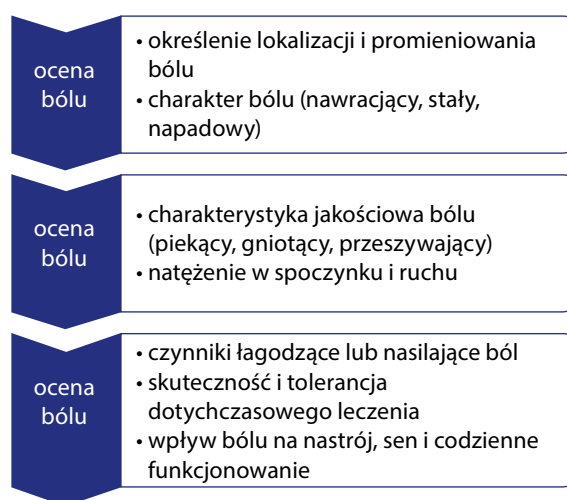 ocena
bólu
• określenie lokalizacji i promieniowania
bólu
• charakter bólu (nawracjący, stały,
napadowy)
ocena
bólu
• charakterystyka jakościowa bólu
(piekący, gniotący, przeszywający)
• natężenie w spoczynku i ruchu
ocena
bólu
• czynniki łagodzące lub nasilające ból
• skuteczność i tolerancja
dotychczasowego leczenia
• wpływ bólu na nastrój, sen i codzienne
funkcjonowanie